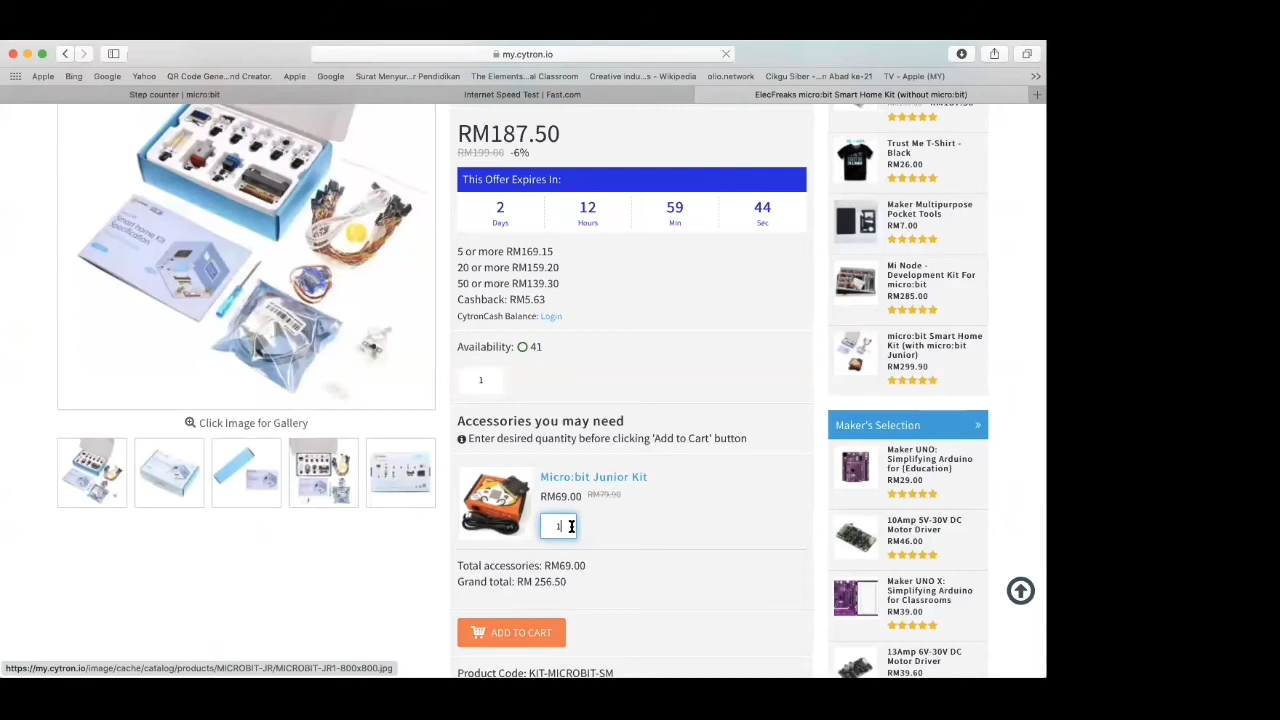 my.cytron.io
Apple
Bing
Google
Yahoo
QR Code Gene...nd Creator.
Apple
Google
Surat Menyur...r Pendidikan
The Elements...al Classroom
Creative indu...s - Wikipedia
olio.network
Cikgu Siber -...n Abad ke-21
TV - Apple (MY)
Step counter | micro:bit
Internet Speed Test | Fast.com
ElecFreaks micro:bit Smart Home Kit (without micro:bit)
Smart home Kit
Specification
RM187.50
RM199.00 -6%
This Offer Expires In:
2 12 59 44
Days Hours Min Sec
5 or more RM169.15
20 or more RM159.20
50 or more RM139.30
Cashback: RM5.63
CytronCash Balance: Login
Availability: 41
1
Accessories you may need
Enter desired quantity before clicking 'Add to Cart' button
Micro:bit Junior Kit
RM69.00 RM79.90
1
Total accessories: RM69.00
Grand total: RM 256.50
ADD TO CART
Product Code: KIT-MICROBIT-SM
Click Image for Gallery
Trust Me T-Shirt -
Black
RM26.00
Maker Multipurpose
Pocket Tools
RM7.00
Mi Node -
Development Kit For
micro:bit
RM285.00
micro:bit Smart Home
Kit (with micro:bit
Junior)
RM299.90
Maker's Selection
Maker UNO:
Simplifying Arduino
for {Education}
RM29.00
10Amp 5V-30V DC
Motor Driver
RM46.00
Maker UNO X:
Simplifying Arduino
for Classrooms
RM39.00
13Amp 6V-30V DC
Motor Driver
RM39.60
https://my.cytron.io/image/cache/catalog/products/MICROBIT-JR/MICROBIT-JR1-800x800.jpg